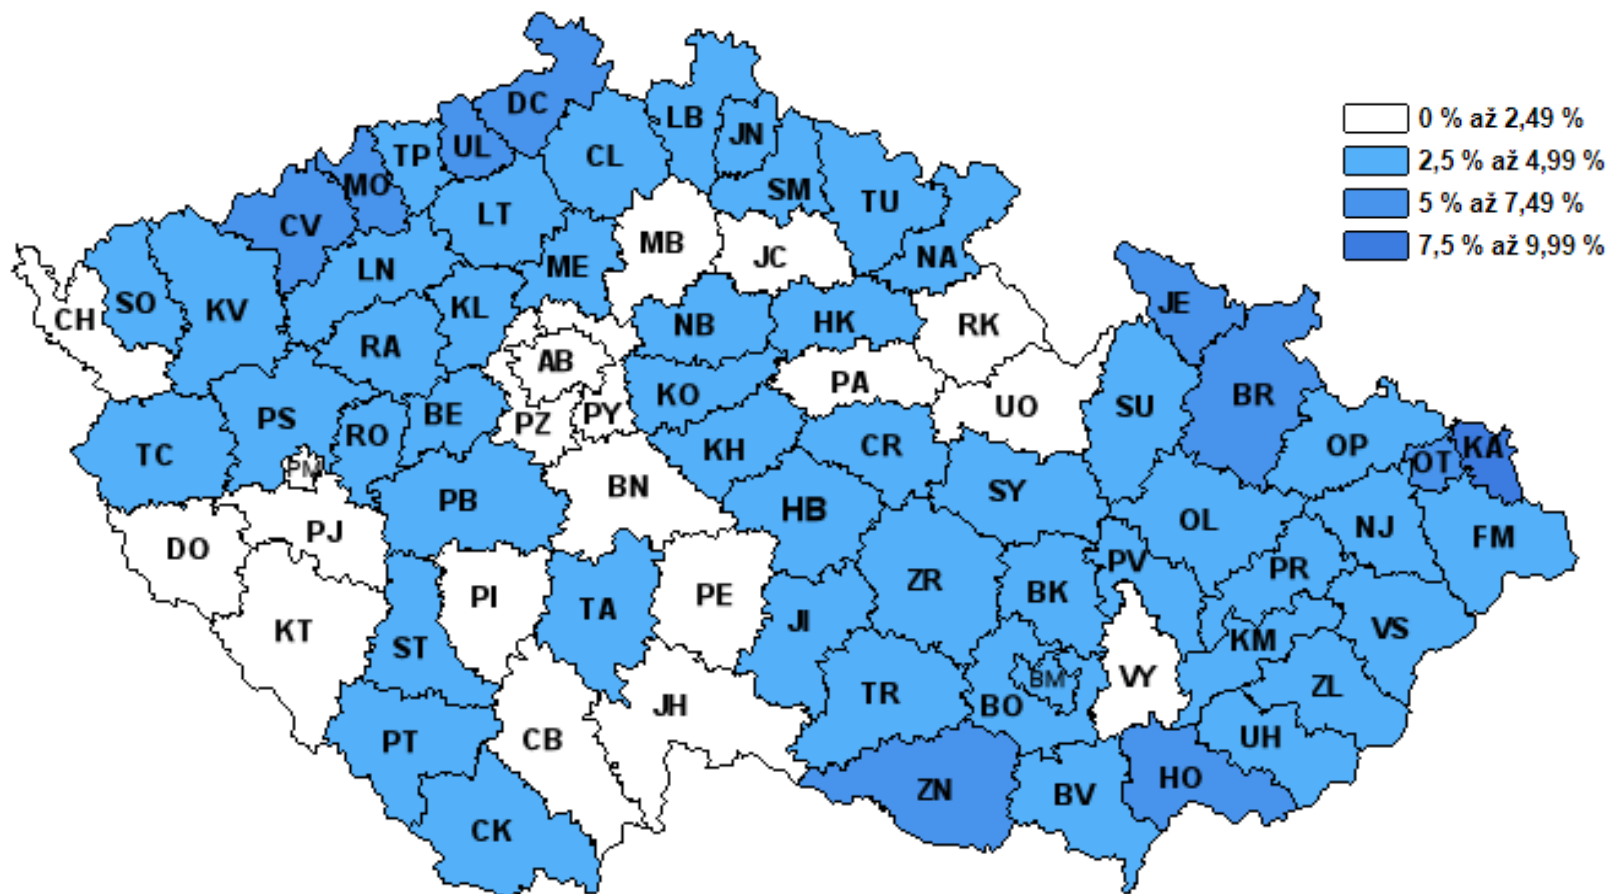 DC
LB
JN
UL
TP
CL
MO
SM
TU
LT
CV
MB
JC
NA
ME
LN
SO
KV
KL
CH
NB
HK
RK
JE
RA
AB
PA
KO
BR
UO
SU
BE
PY
PZ
PS
RO
CR
OP
KA
OT
KH
TC
PM
BN
SY
PB
HB
OL
NJ
FM
PJ
DO
PV
PR
ZR
BK
PI
PE
TA
JI
KT
VS
KM
ST
VY
BM
ZL
TR
BO
JH
PT
CB
UH
HO
ZN
BV
CK
0 % až 2,49 %
2,5 % až 4,99 %
5 % až 7,49 %
7,5 % až 9,99 %